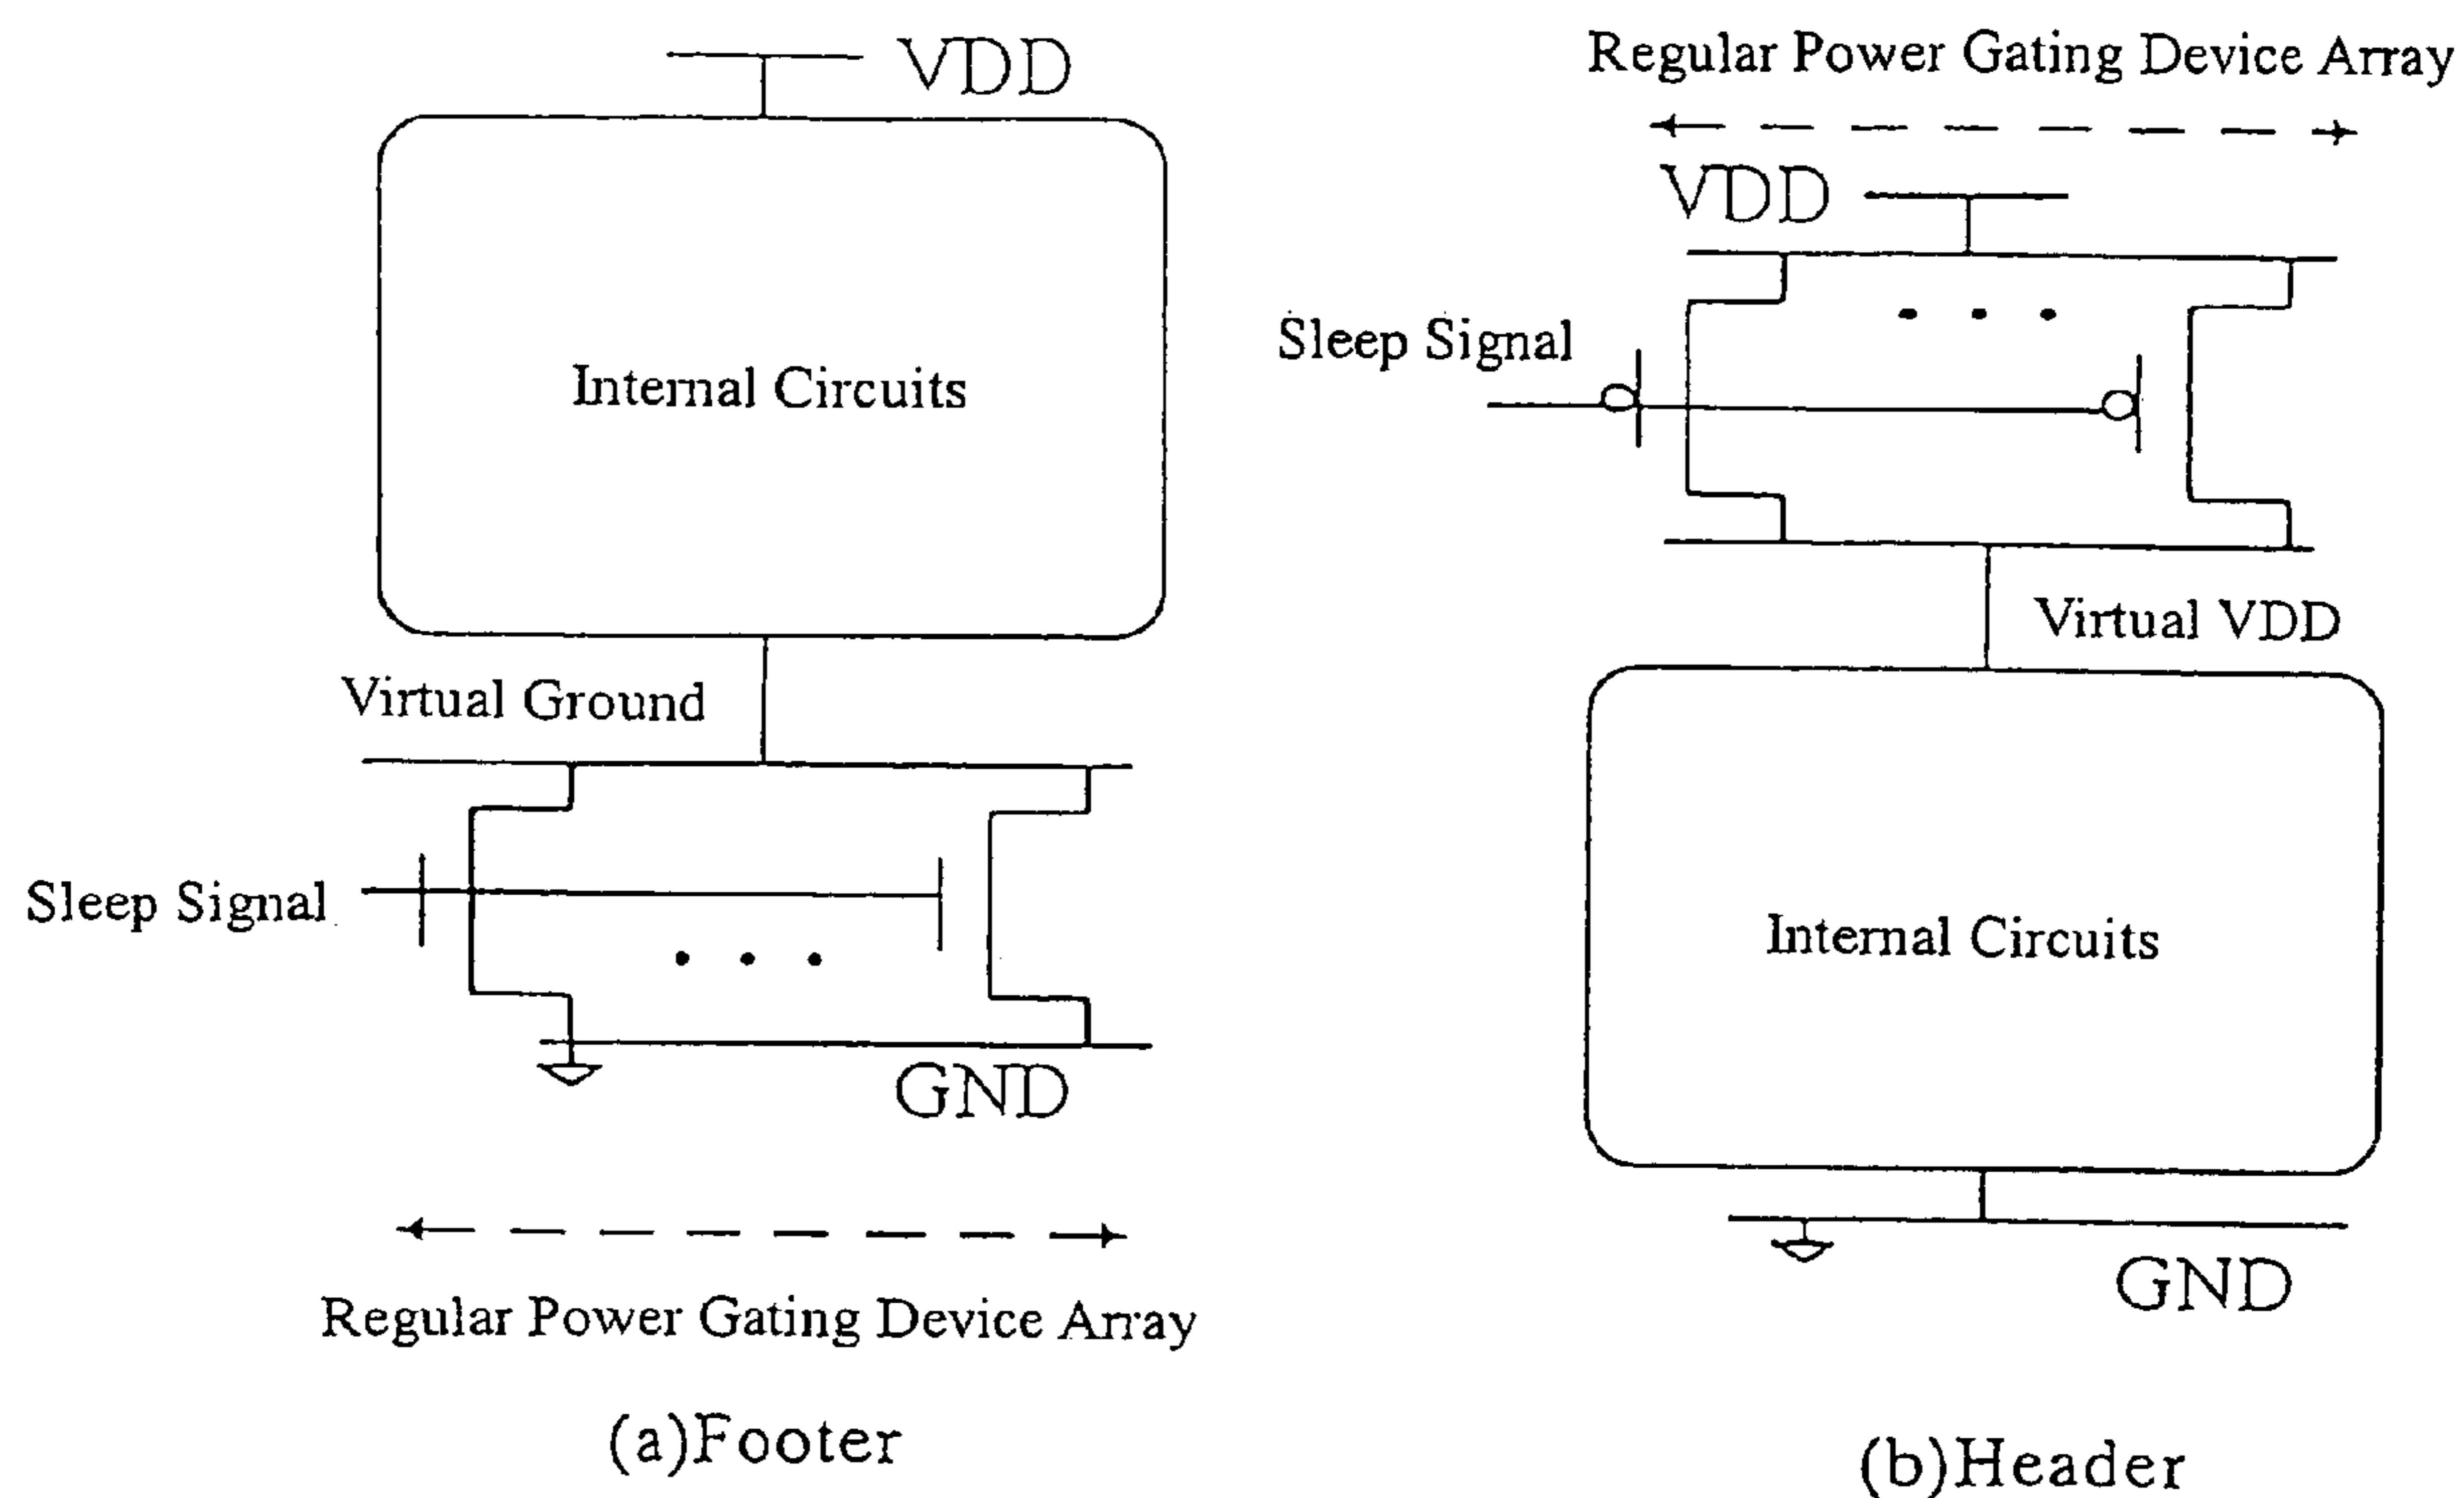 VDD
Internal Circuits
Virtual Ground
Sleep Signal
GND
Regular Power Gating Device Array
(a)Footer
Regular Power Gating Device Array
VDD
Sleep Signal
Virtual VDD
Internal Circuits
GND
(b)Header